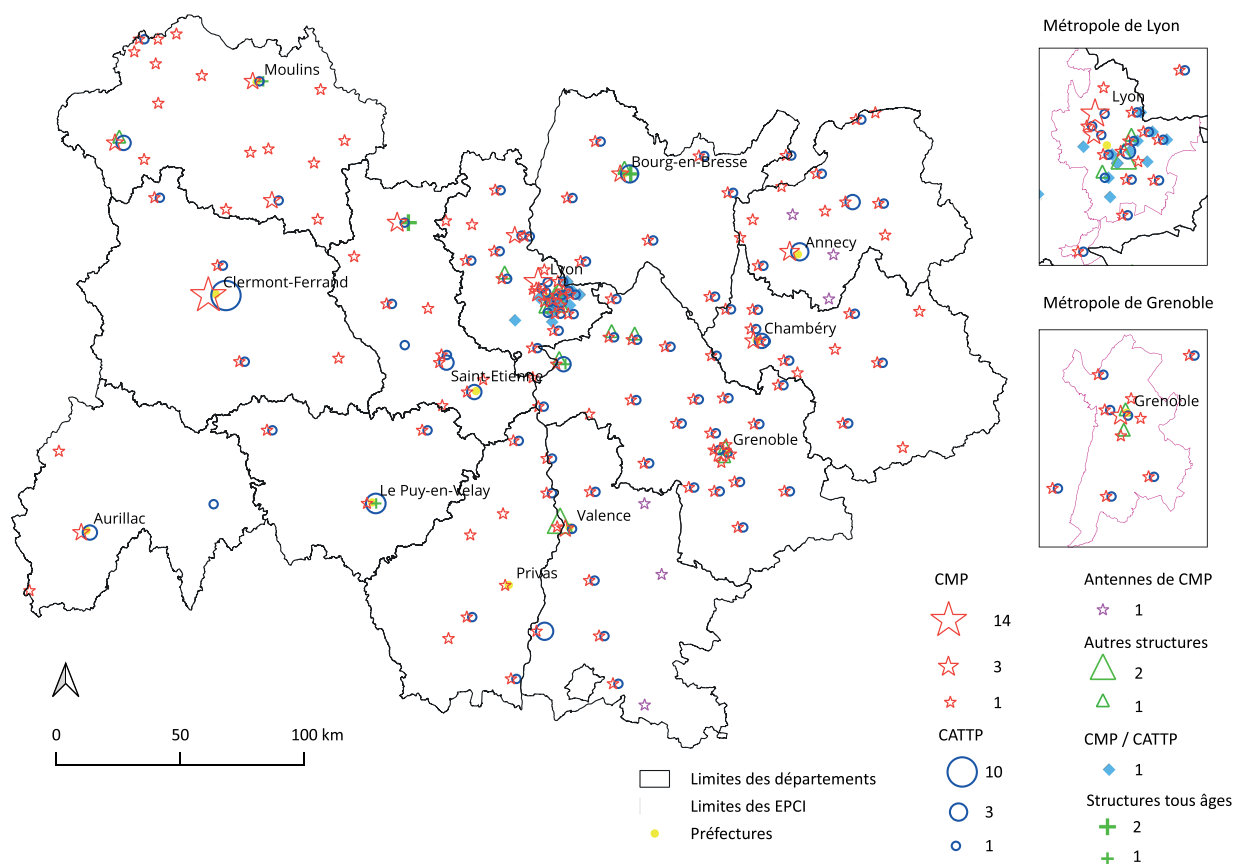 Métropole de Lyon
Lyon
Métropole de Grenoble
Grenoble
Moulins
Bourg-en-Bresse
Annecy
Clermont-Ferrand
Lyon
Chambéry
Saint-Etienne
Grenoble
Le Puy-en-Velay
Aurillac
Valence
Privas
0 50 100 km
Limites des départements
Limites des EPCI
Préfectures
CMP
14
3
1
CATTP
10
3
1
Antennes de CMP
1
Autres structures
2
1
CMP / CATTP
1
Structures tous âges
2
1